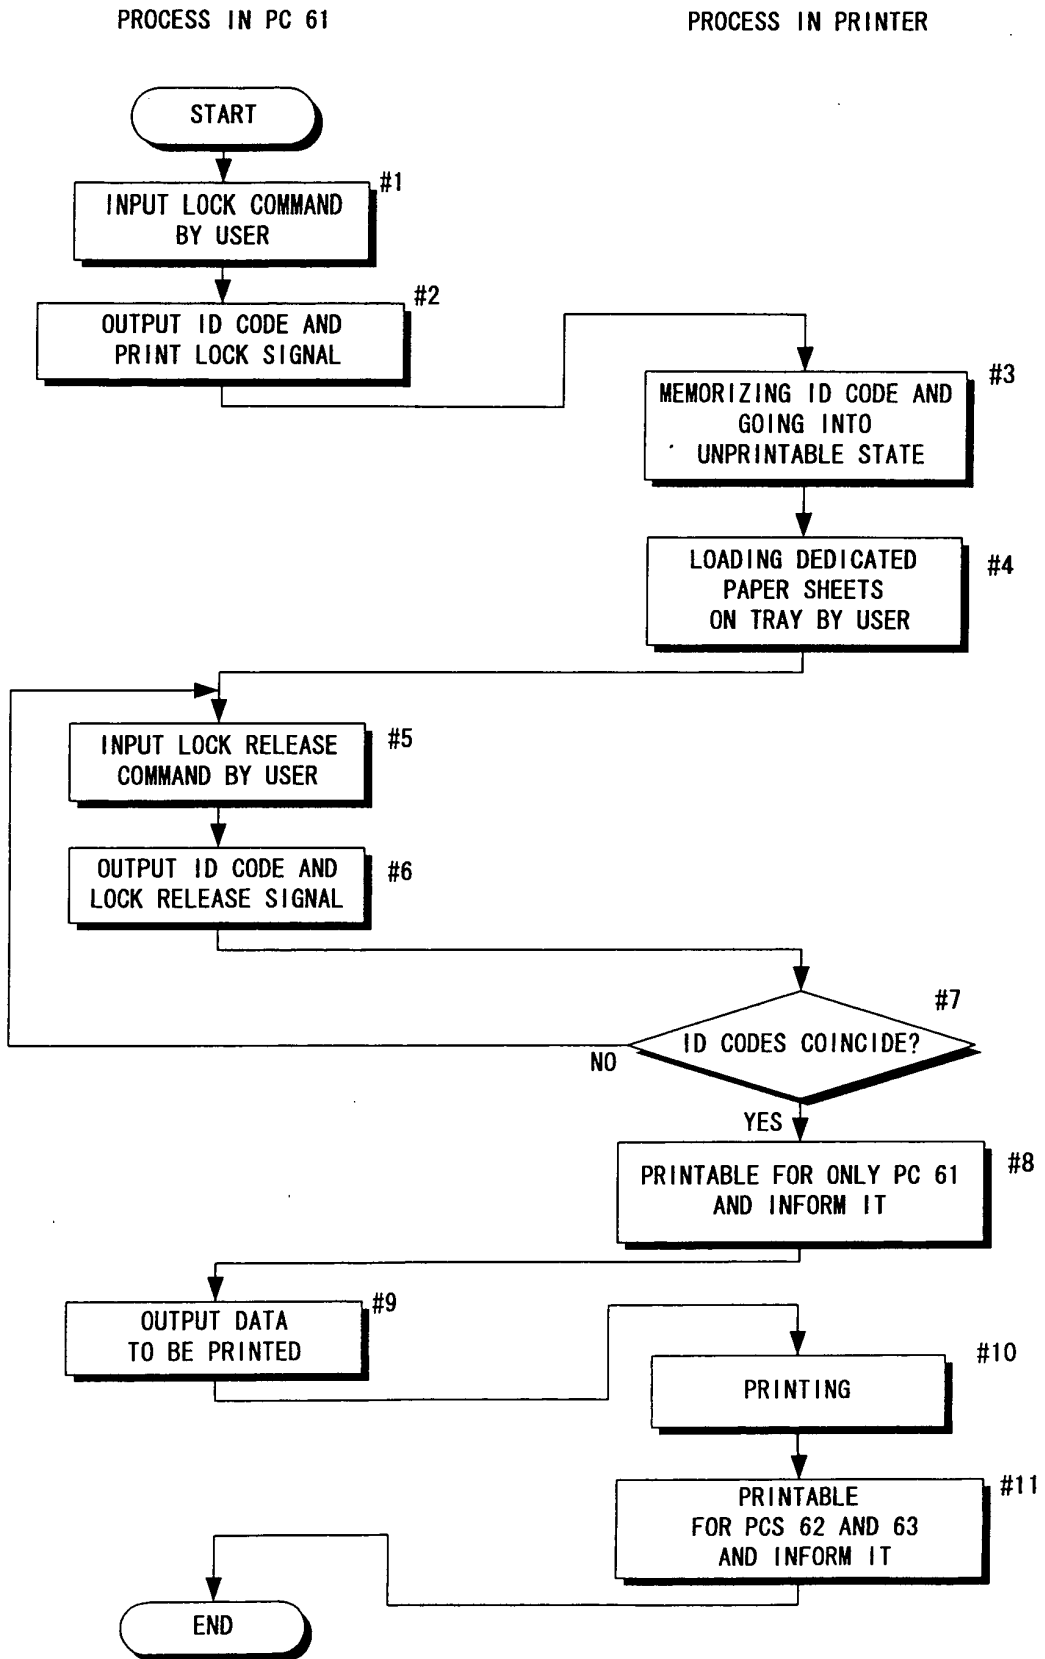 PROCESS IN PC 61
PROCESS IN PRINTER
START
#1
INPUT LOCK COMMAND
BY USER
#2
OUTPUT ID CODE AND
PRINT LOCK SIGNAL
#3
MEMORIZING ID CODE AND
GOING INTO
UNPRINTABLE STATE
#4
LOADING DEDICATED
PAPER SHEETS
ON TRAY BY USER
#5
INPUT LOCK RELEASE
COMMAND BY USER
#6
OUTPUT ID CODE AND
LOCK RELEASE SIGNAL
#7
ID CODES COINCIDE?
NO
YES
#8
PRINTABLE FOR ONLY PC 61
AND INFORM IT
#9
OUTPUT DATA
TO BE PRINTED
#10
PRINTING
#11
PRINTABLE
FOR PCS 62 AND 63
AND INFORM IT
END